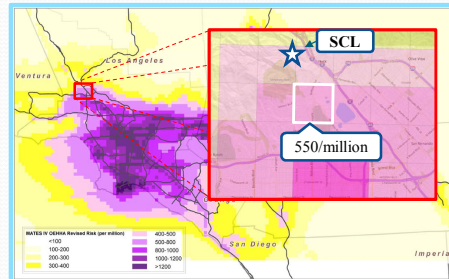 Los Angeles
Ventura
SCL
550/million
San Diego
Imperia
MATES IV OEHHA Revised Risk (per million)
<100
100-200
200-300
300-400
400-500
500-800
800-1000
1000-1200
>1200